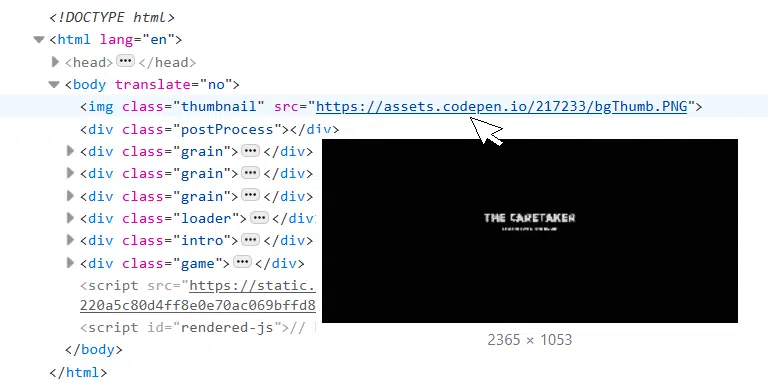 <!DOCTYPE html>
<html lang="en">
<head> ••• </head>
<body translate="no">
<img class="thumbnail" src="https://assets.codepen.io/217233/bgThumb.PNG">
<div class="postProcess"></div>
<div class="grain"> ••• </div>
<div class="grain"> ••• </div>
<div class="grain"> ••• </div>
<div class="loader"> ••• </div>
<div class="intro"> ••• </div>
<div class="game"> ••• </div>
<script src="https://static.
220a5c80d4ff8e0e70ac069bffd8
<script id="rendered-js">//
</body>
</html>
THE CARETAKER
2365 × 1053